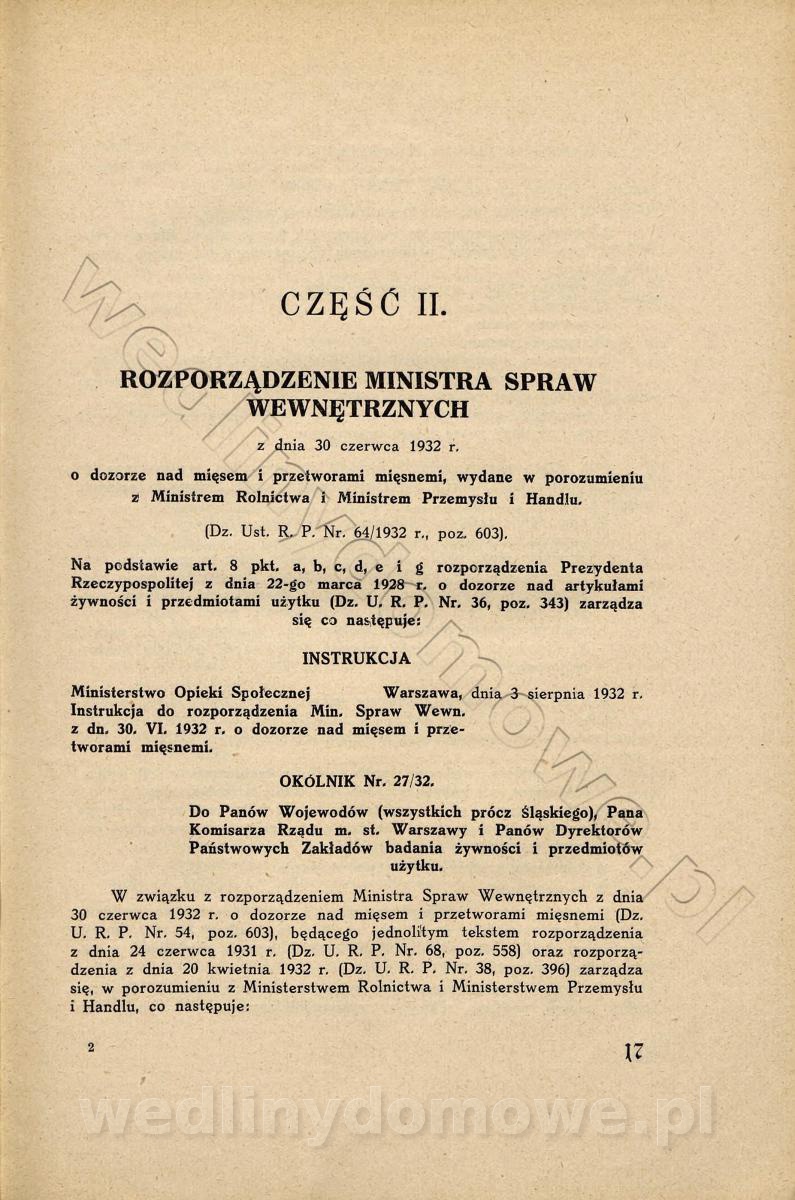 CZĘŚĆ II.
ROZPORZĄDZENIE MINISTRA SPRAW
WEWNĘTRZNYCH
z dnia 30 czerwca 1932 r.
o dozorze nad mięsem i przetworami mięsnemi, wydane w porozumieniu
z Ministrem Rolnictwa i Ministrem Przemysłu i Handlu.
(Dz. Ust. R. P. Nr. 64/1932 r., poz. 603).
Na podstawie art. 8 pkt. a, b, c, d, e i g rozporządzenia Prezydenta
Rzeczypospolitej z dnia 22-go marca 1928 r. o dozorze nad artykułami
żywności i przedmiotami użytku (Dz. U. R. P. Nr. 36, poz. 343) zarządza
się co następuje:
INSTRUKCJA
Ministerstwo Opieki Społecznej Warszawa, dnia 3 sierpnia 1932 r.
Instrukcja do rozporządzenia Min. Spraw Wewn.
z dn. 30. VI. 1932 r. o dozorze nad mięsem i prze-
tworami mięsnemi.
OKÓLNIK Nr. 27/32.
Do Panów Wojewodów (wszystkich prócz śląskiego), Pana
Komisarza Rządu m. st. Warszawy i Panów Dyrektorów
Państwowych Zakładów badania żywności i przedmiotów
użytku.
W związku z rozporządzeniem Ministra Spraw Wewnętrznych z dnia
30 czerwca 1932 r. o dozorze nad mięsem i przetworami mięsnemi (Dz.
U. R. P. Nr. 54, poz. 603), będącego jednolitym tekstem rozporządzenia
z dnia 24 czerwca 1931 r. (Dz. U. R. P. Nr. 68, poz. 558) oraz rozporzą-
dzenia z dnia 20 kwietnia 1932 r. (Dz. U. R. P. Nr. 38, poz. 396) zarządza
się, w porozumieniu z Ministerstwem Rolnictwa i Ministerstwem Przemysłu
i Handlu, co następuje:
2 17
wedlinydomowe.pl
wedlinydomowe.pl